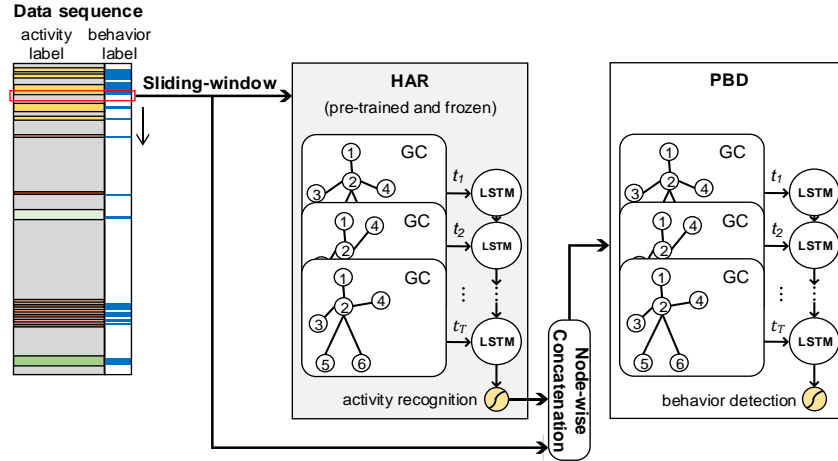 Data sequence
activity label
behavior label
Sliding-window
HAR
(pre-trained and frozen)
GC
1
2
3
4
t1
LSTM
GC
1
2
4
t2
LSTM
GC
1
2
3
4
5
6
...
...
tT
LSTM
activity recognition
Node-wise
Concatenation
PBD
GC
1
2
3
4
t1
LSTM
GC
1
2
4
t2
LSTM
GC
1
2
3
4
5
6
...
...
tT
LSTM
behavior detection